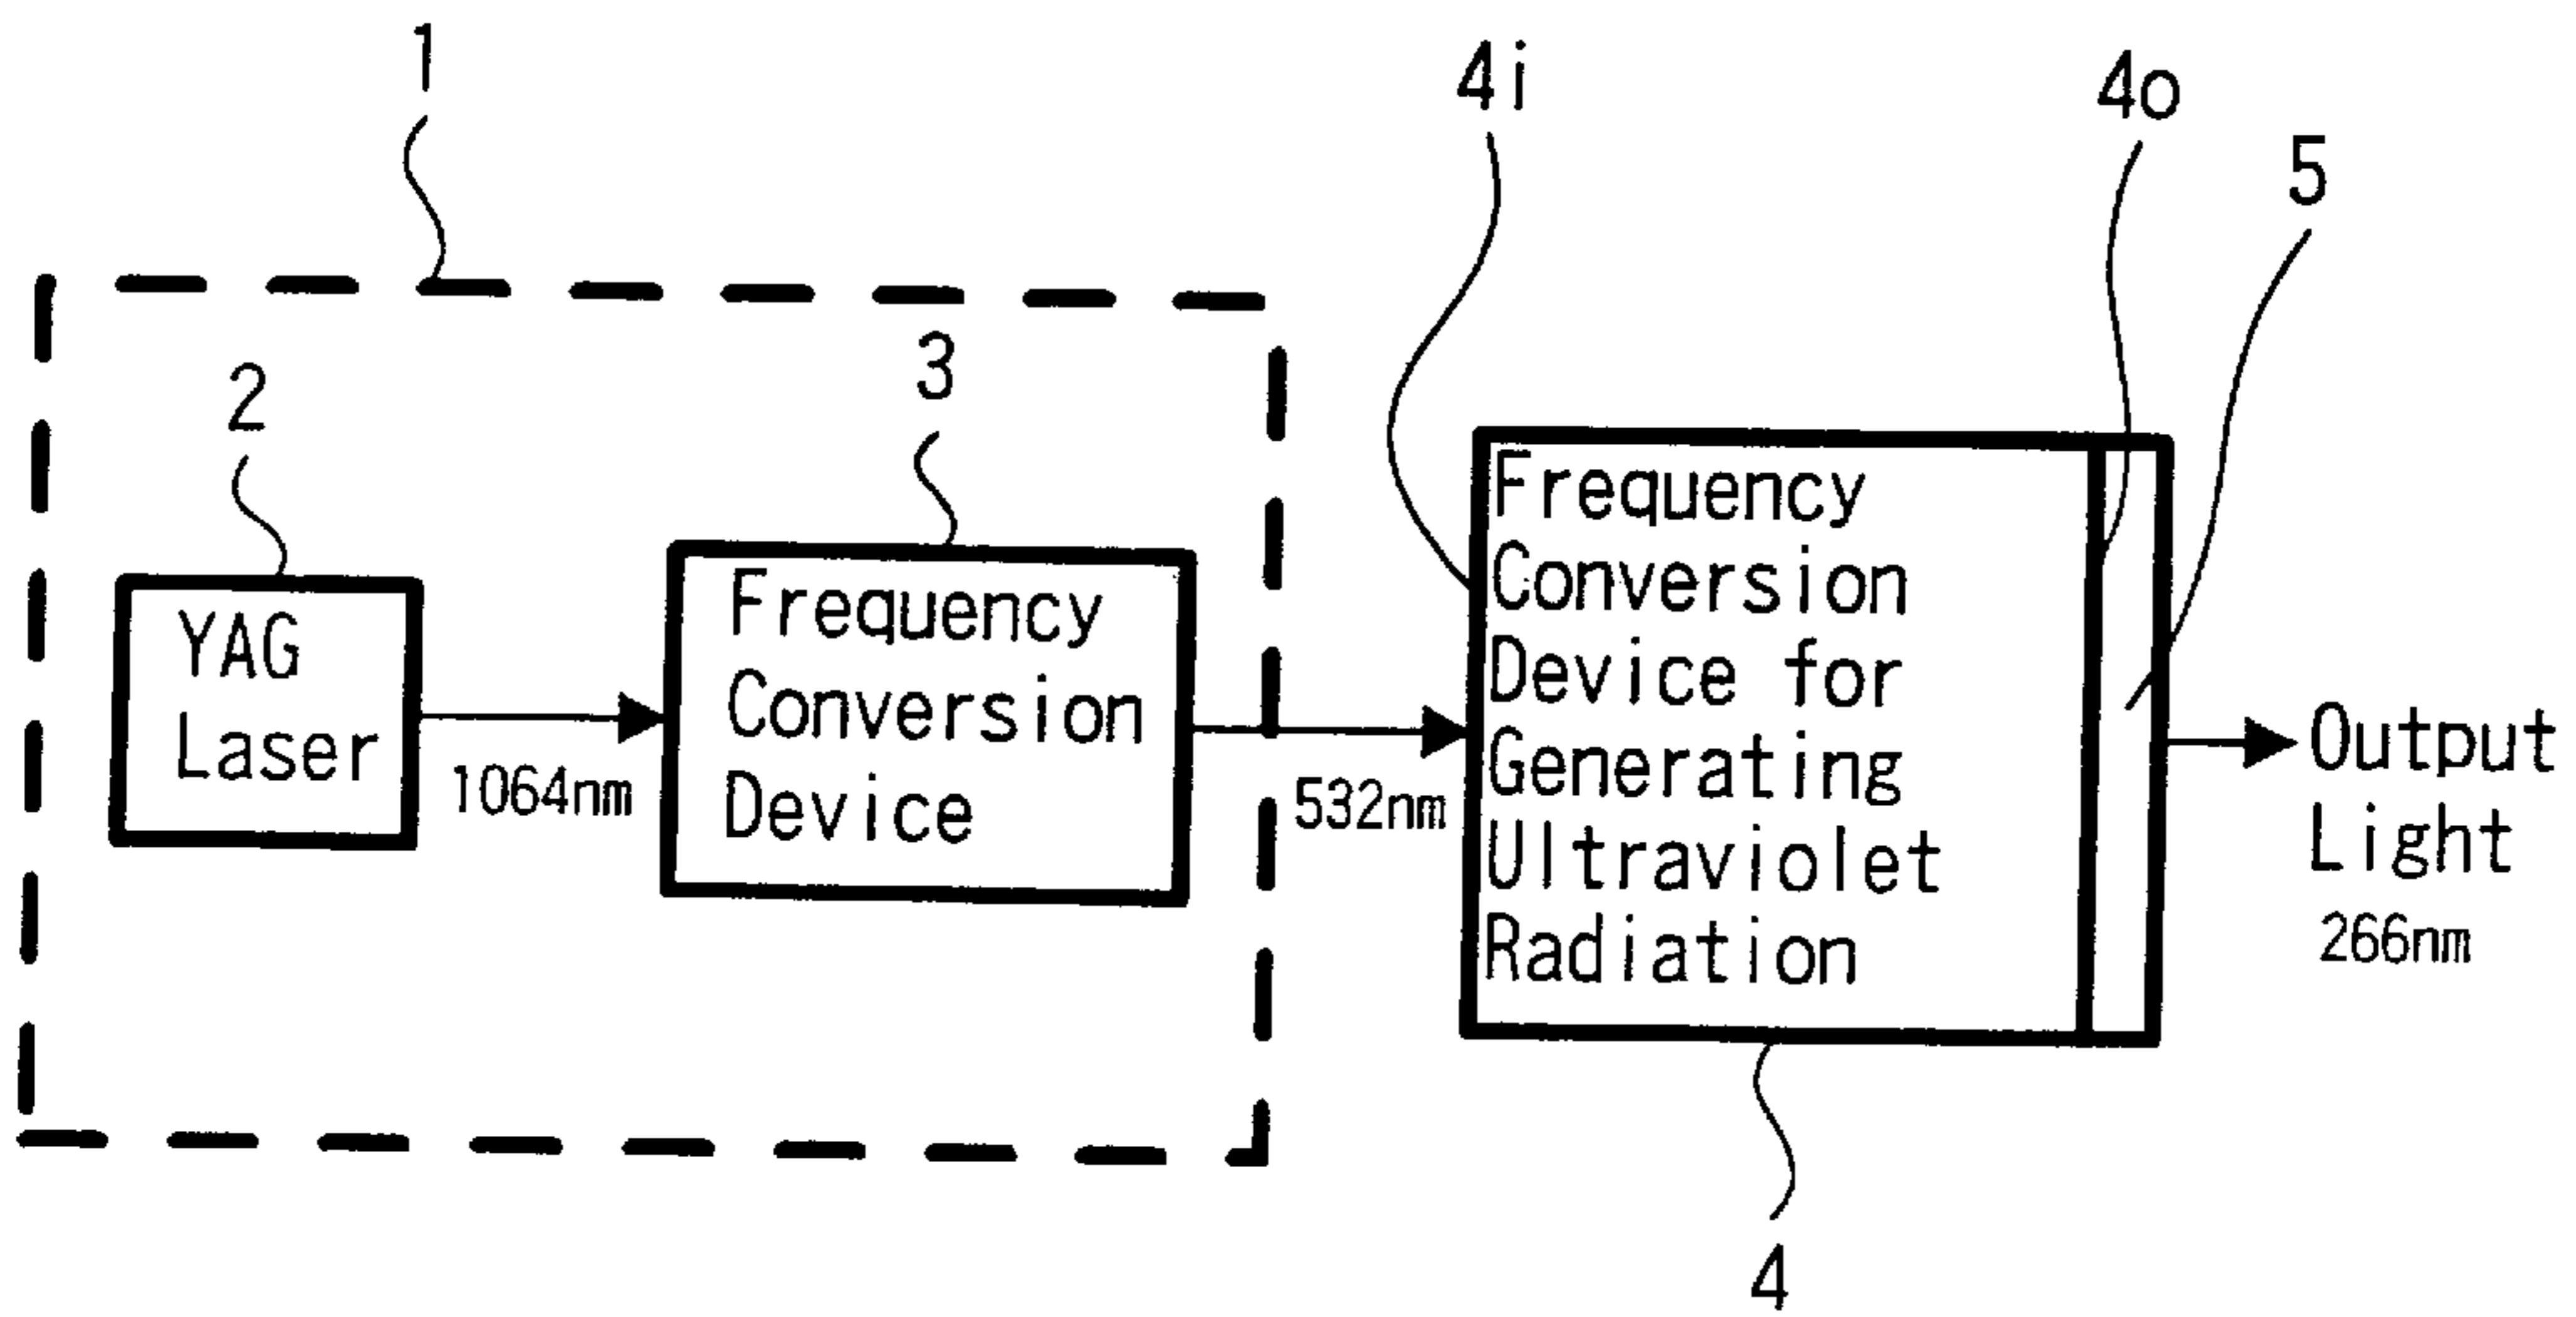 1
4i
4o
5
2
3
YAG
Laser
1064nm
Frequency
Conversion
Device
532nm
Frequency
Conversion
Device for
Generating
Ultraviolet
Radiation
Output
Light
266nm
4